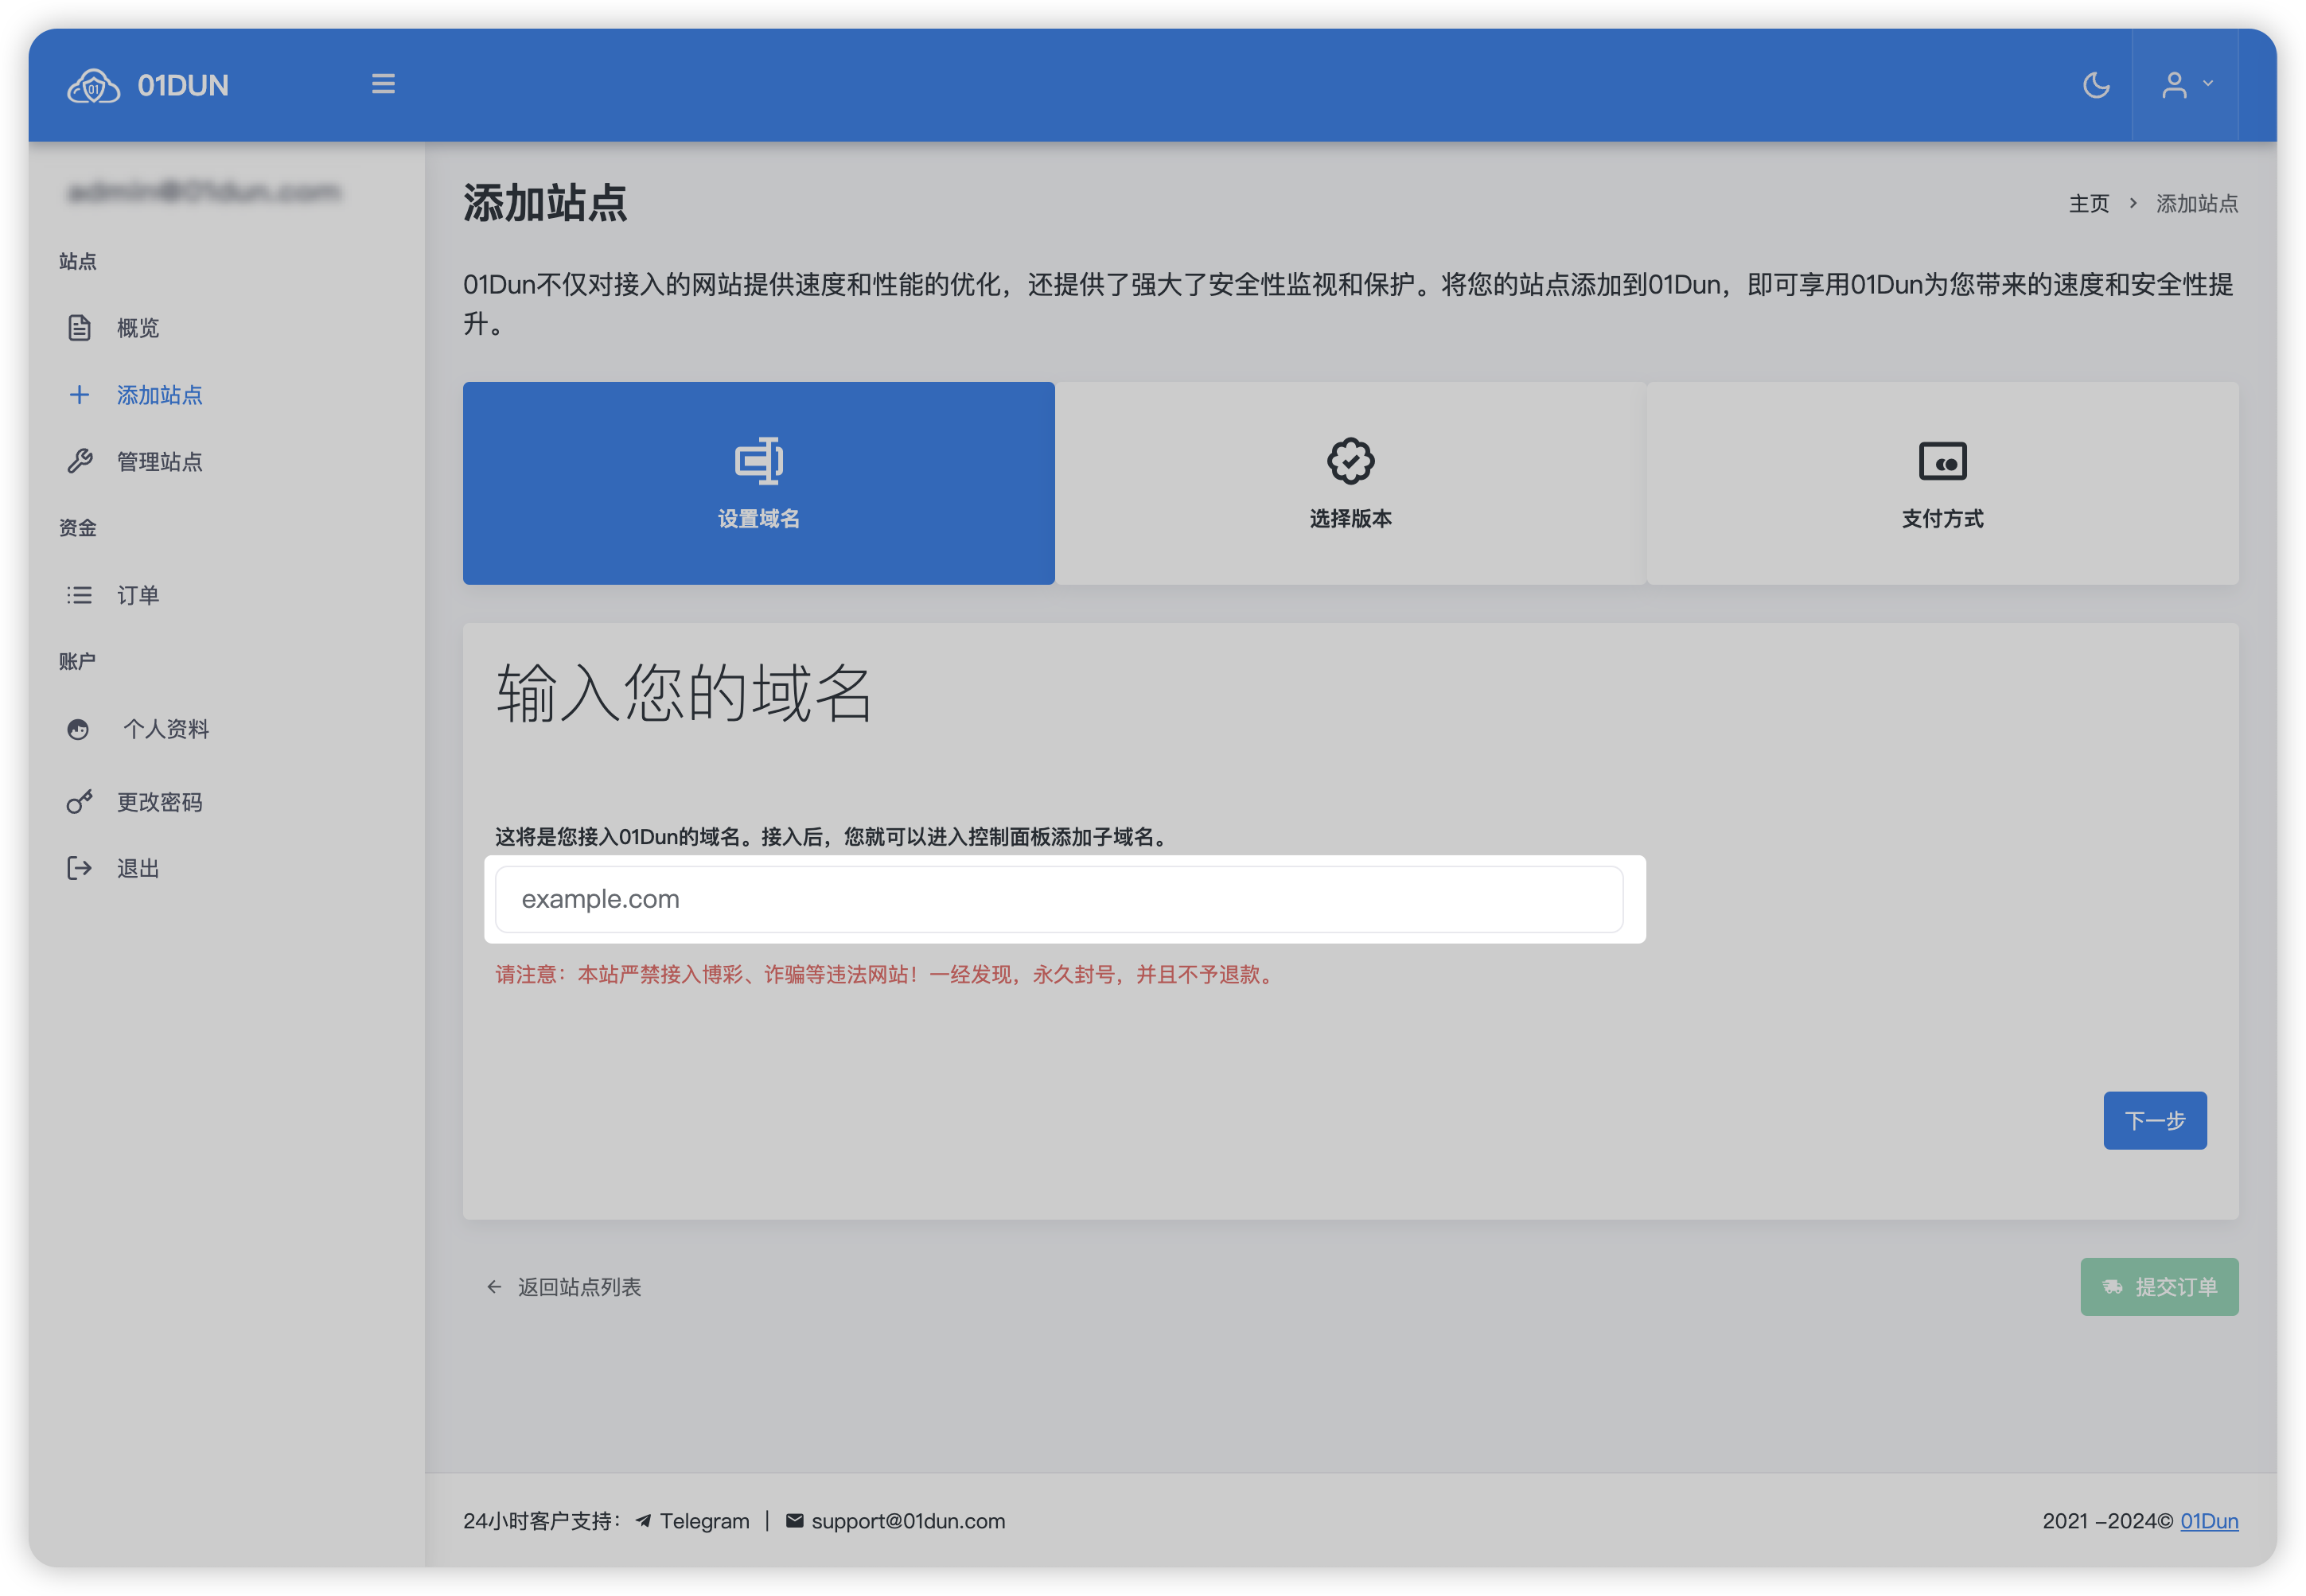 01DUN
添加站点
主页 > 添加站点
站点
概览
添加站点
管理站点
资金
订单
账户
个人资料
更改密码
退出
01Dun不仅对接入的网站提供速度和性能的优化，还提供了强大了安全性监视和保护。将您的站点添加到01Dun，即可享用01Dun为您带来的速度和安全性提
升。
设置域名
选择版本
支付方式
输入您的域名
这将是您接入01Dun的域名。接入后，您就可以进入控制面板添加子域名。
example.com
请注意：本站严禁接入博彩、诈骗等违法网站！一经发现，永久封号，并且不予退款。
下一步
返回站点列表
提交订单
24小时客户支持： Telegram | support@01dun.com
2021 –2024© 01Dun